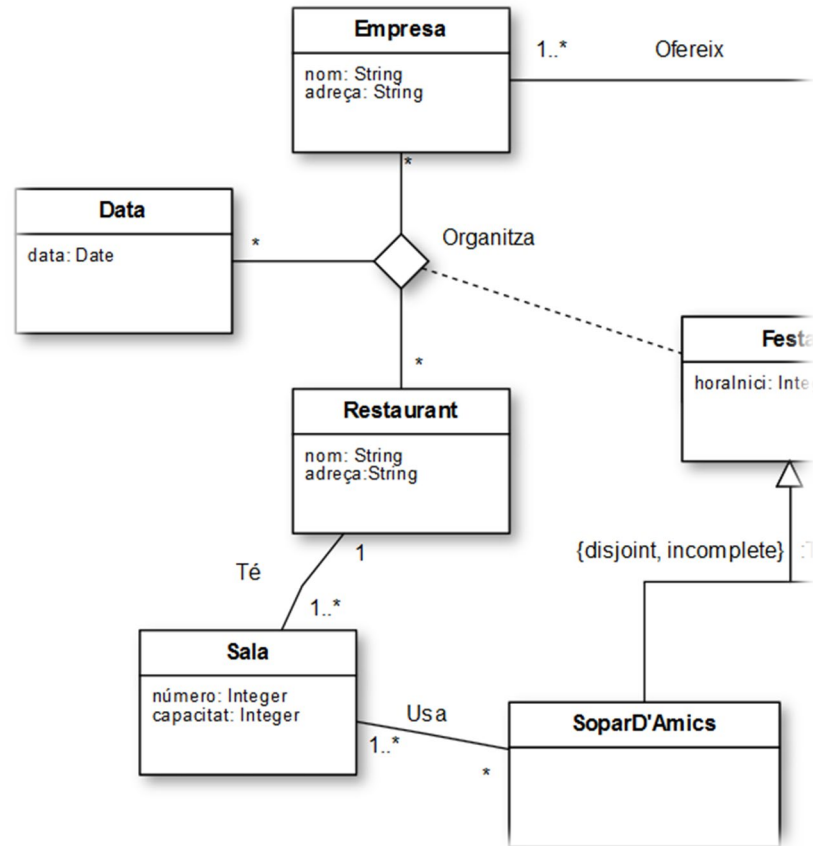 Empresa
1..* Ofereix
nom: String
adreça: String
*
Data
data: Date
*
Organitza
horaInici:
*
Restaurant
nom: String
adreça:String
1
Té
1..*
{disjoint, incomplete}
Sala
número: Integer
capacitat: Integer
Usa
1..*
*
SoparD'Amics